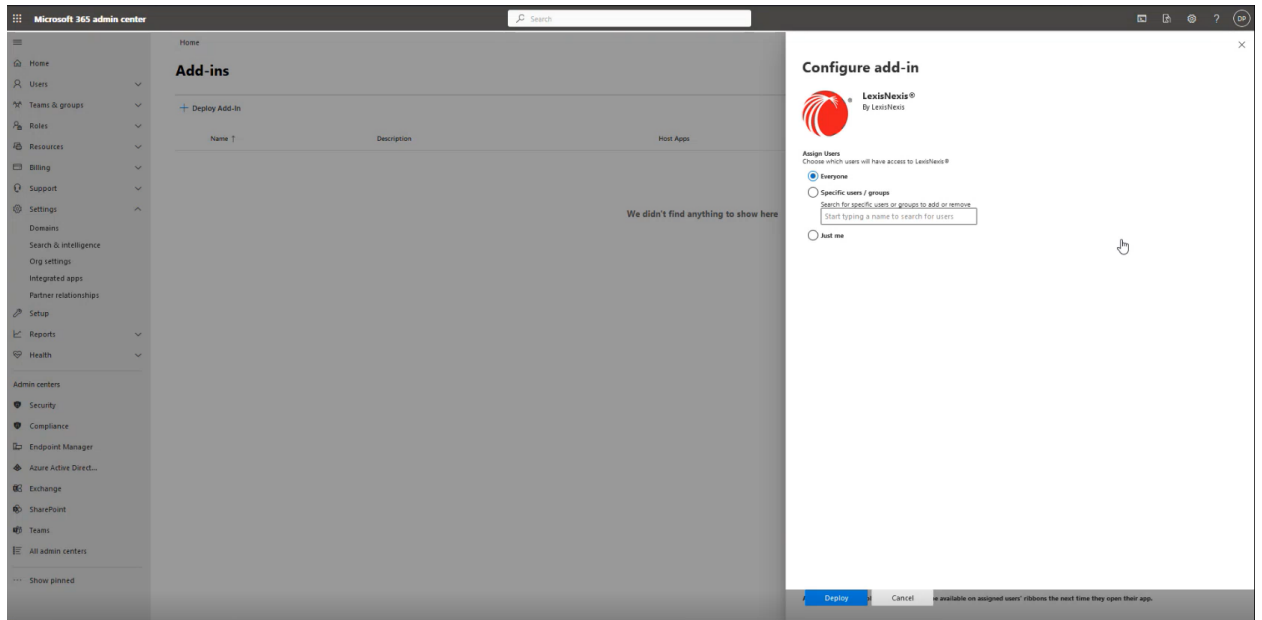 Microsoft 365 admin center
Search
?
DP
Home
Users
Teams & groups
Roles
Resources
Billing
Support
Settings
Domains
Search & intelligence
Org settings
Integrated apps
Partner relationships
Setup
Reports
Health
Admin centers
Security
Compliance
Endpoint Manager
Azure Active Direct...
Exchange
SharePoint
Teams
All admin centers
Show pinned
Home
Add-ins
+ Deploy Add-In
Name ↑ Description Host Apps
We didn't find anything to show here
Configure add-in
LexisNexis®
By LexisNexis
Assign Users
Choose which users will have access to LexisNexis®
Everyone
Specific users / groups
Search for specific users or groups to add or remove
Start typing a name to search for users
Just me
Deploy Cancel available on assigned users' ribbons the next time they open their app.